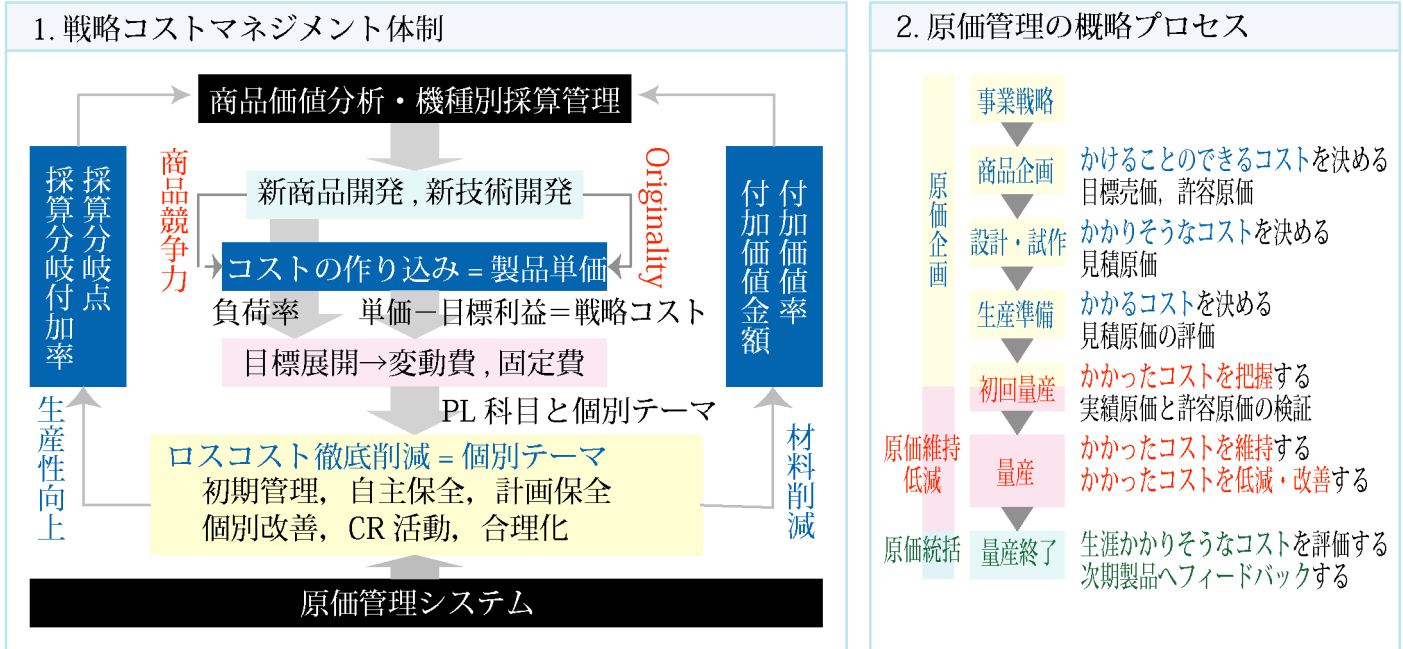 1. 戦略コストマネジメント体制
商品価値分析・機種別採算管理
採算分岐点
採算分岐付加率
商品競争力
新商品開発 , 新技術開発
Originality
付加価値率
付加価値金額
コストの作り込み = 製品単価
負荷率
単価－目標利益＝戦略コスト
目標展開→変動費 , 固定費
PL 科目と個別テーマ
生産性向上
ロスコスト徹底削減 = 個別テーマ
初期管理，自主保全，計画保全
個別改善，CR 活動，合理化
材料削減
原価管理システム
2. 原価管理の概略プロセス
原価企画
事業戦略
商品企画
かけることのできるコストを決める
目標売価，許容原価
設計・試作
かかりそうなコストを決める
見積原価
生産準備
かかるコストを決める
見積原価の評価
初回量産
かかったコストを把握する
実績原価と許容原価の検証
原価維持
低減
量産
かかったコストを維持する
かかったコストを低減・改善する
原価統括
量産終了
生涯かかりそうなコストを評価する
次期製品へフィードバックする